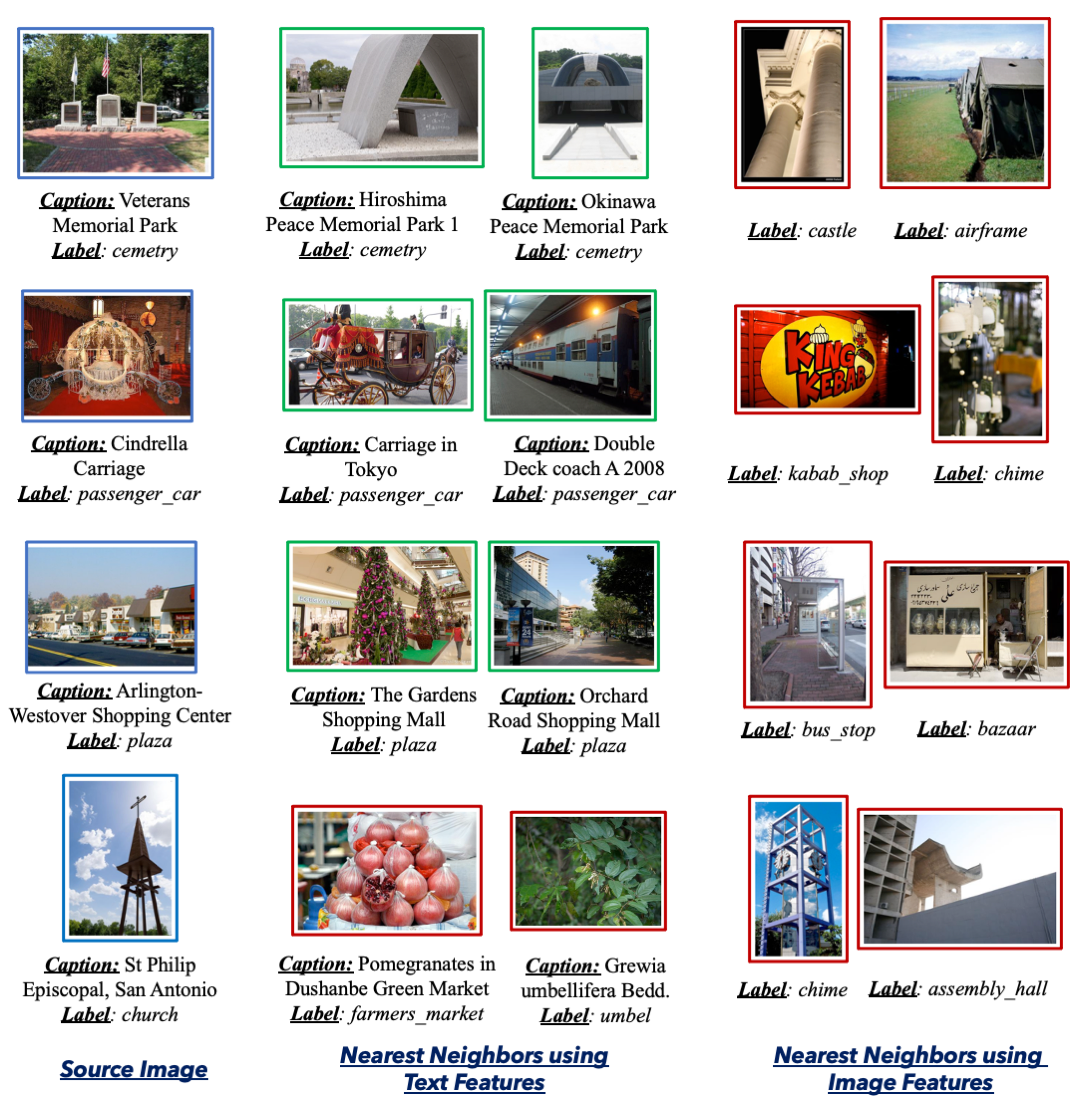 Caption: Veterans
Memorial Park
Label: cemetry
Caption: Hiroshima
Peace Memorial Park 1
Label: cemetry
Caption: Okinawa
Peace Memorial Park
Label: cemetry
Label: castle
Label: airframe
KING
KEBAB
Caption: Cindrella
Carriage
Label: passenger_car
Caption: Carriage in
Tokyo
Label: passenger_car
Caption: Double
Deck coach A 2008
Label: passenger_car
Label: kabab_shop
Label: chime
علی
Caption: Arlington-
Westover Shopping Center
Label: plaza
Caption: The Gardens
Shopping Mall
Label: plaza
Caption: Orchard
Road Shopping Mall
Label: plaza
Label: bus_stop
Label: bazaar
Caption: St Philip
Episcopal, San Antonio
Label: church
Caption: Pomegranates in
Dushanbe Green Market
Label: farmers_market
Caption: Grewia
umbellifera Bedd.
Label: umbel
Label: chime
Label: assembly_hall
Source Image
Nearest Neighbors using
Text Features
Nearest Neighbors using
Image Features